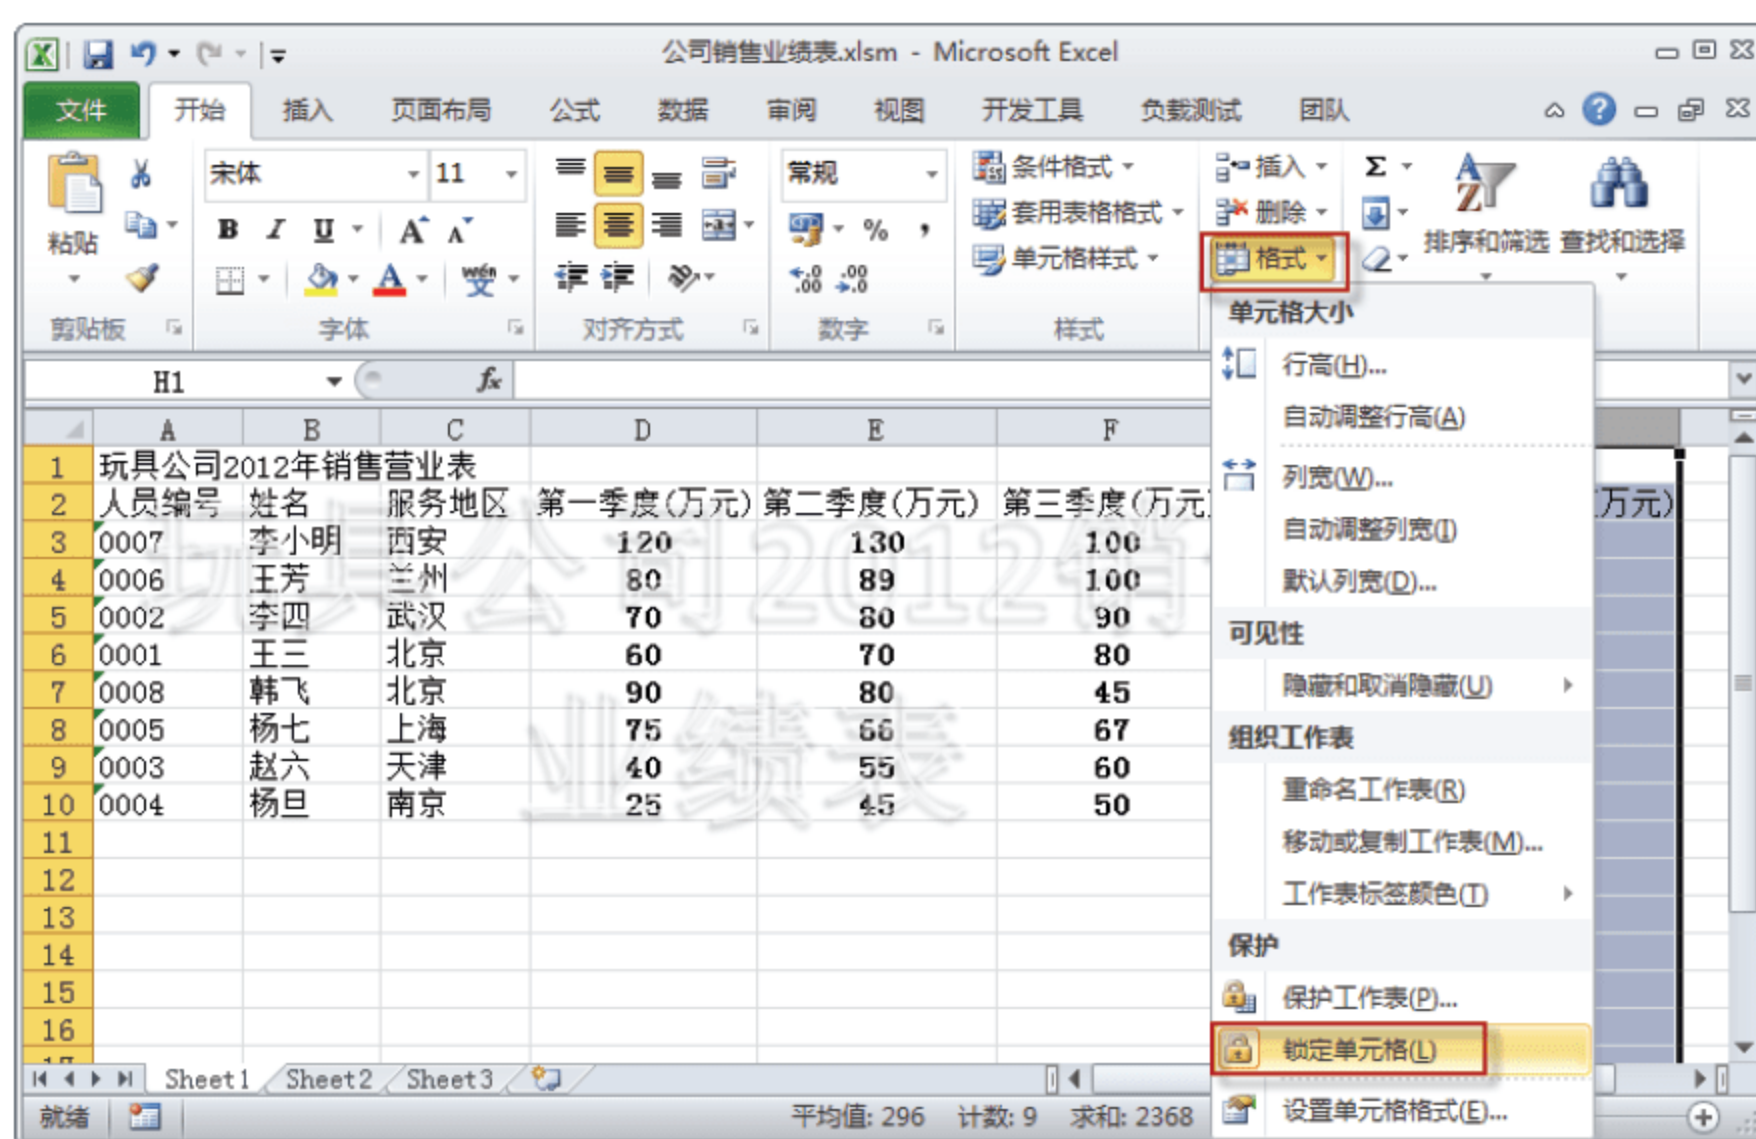 公司销售业绩表.xlsm - Microsoft Excel
文件 开始 插入 页面布局 公式 数据 审阅 视图 开发工具 负载测试 团队
粘贴
宋体 11
B I U A A
A wén 文
常规
% ,
条件格式
套用表格格式
单元格样式
插入
删除
格式
Σ
排序和筛选 查找和选择
剪贴板 字体 对齐方式 数字 样式
H1 fx
A B C D E F
1 玩具公司2012年销售营业表
2 人员编号 姓名 服务地区 第一季度(万元) 第二季度(万元) 第三季度(万元 万元)
3 0007 李小明 西安 120 130 100
4 0006 王芳 兰州 80 89 100
5 0002 李四 武汉 70 80 90
6 0001 王三 北京 60 70 80
7 0008 韩飞 北京 90 80 45
8 0005 杨七 上海 75 66 67
9 0003 赵六 天津 40 55 60
10 0004 杨旦 南京 25 45 50
11
12
13
14
15
16
玩具公司2012销
业绩表
单元格大小
行高(H)...
自动调整行高(A)
列宽(W)...
自动调整列宽(I)
默认列宽(D)...
可见性
隐藏和取消隐藏(U)
组织工作表
重命名工作表(R)
移动或复制工作表(M)...
工作表标签颜色(T)
保护
保护工作表(P)...
锁定单元格(L)
设置单元格格式(E)...
Sheet1 Sheet2 Sheet3
就绪 平均值: 296 计数: 9 求和: 2368